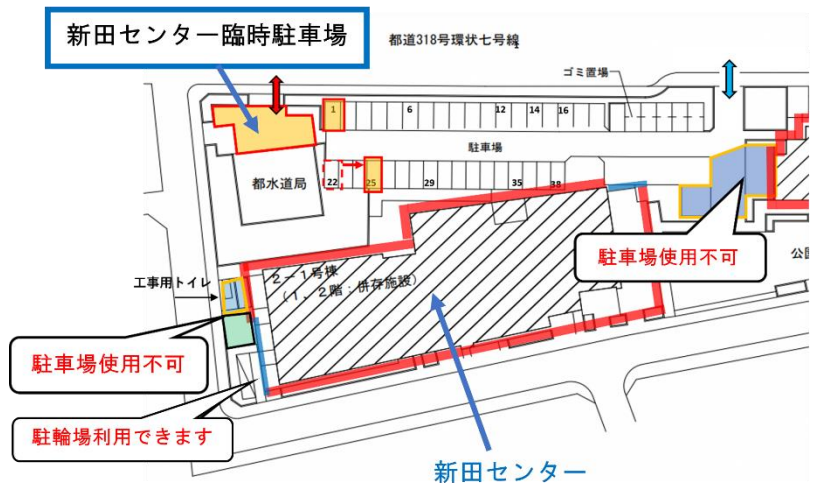 新田センター臨時駐車場
都道318号環状七号線
ゴミ置場
1
6
12
14
16
駐車場
都水道局
22
25
29
35
38
駐車場使用不可
公園
工事用トイレ
2－1号棟
（1、2階：併存施設）
駐車場使用不可
駐輪場利用できます
新田センター